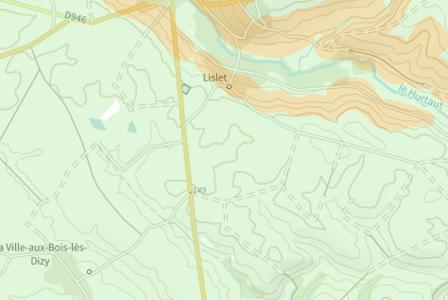 D946
Lislet
le Hurtaut
149
a Ville-aux-Bois-lès-
Dizy